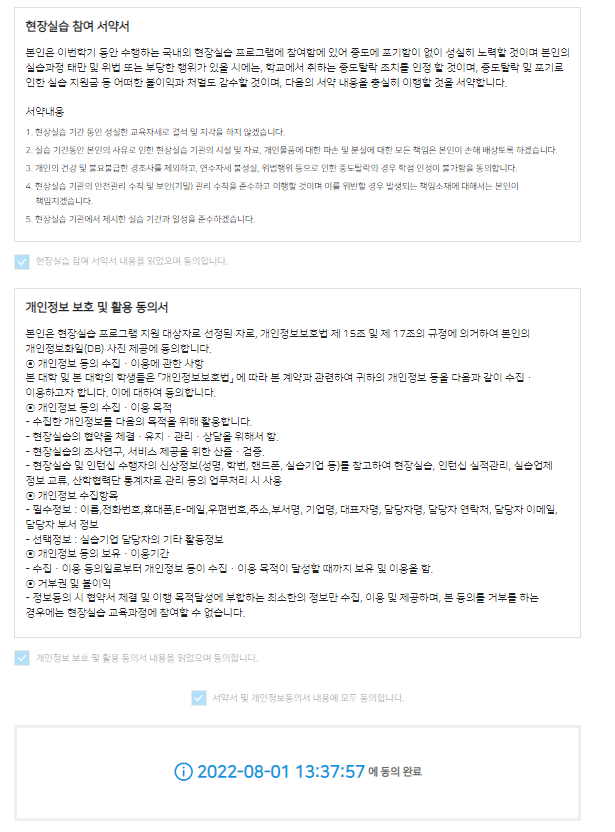 현장실습 참여 서약서
본인은 이번학기 동안 수행하는 국내외 현장실습 프로그램에 참여함에 있어 중도에 포기함이 없이 성실히 노력할 것이며 본인의
실습과정 태만 및 위법 또는 부당한 행위가 있을 시에는, 학교에서 취하는 중도탈락 조치를 인정 할 것이며, 중도탈락 및 포기로
인한 실습 지원금 등 어떠한 불이익과 처벌도 감수할 것이며, 다음의 서약 내용을 충실히 이행할 것을 서약합니다.
서약내용
1. 현장실습 기간 동안 성실한 교육자세로 결석 및 지각을 하지 않겠습니다.
2. 실습 기간동안 본인의 사유로 인한 현장실습 기관의 시설 및 자료, 개인물품에 대한 파손 및 분실에 대한 모든 책임은 본인이 손해 배상토록 하겠습니다.
3. 개인의 건강 및 불요불급한 경조사를 제외하고, 연수자세 불성실, 위법행위 등으로 인한 중도탈락의 경우 학점 인정이 불가함을 동의합니다.
4. 현장실습 기관의 안전관리 수칙 및 보안(기밀) 관리 수칙을 준수하고 이행할 것이며 이를 위반할 경우 발생되는 책임소재에 대해서는 본인이
책임지겠습니다.
5. 현장실습 기관에서 제시한 실습 기간과 일정을 준수하겠습니다.
현장실습 참여 서약서 내용을 읽었으며 동의합니다.
개인정보 보호 및 활용 동의서
본인은 현장실습 프로그램 지원 대상자로 선정된 자로, 개인정보보호법 제 15조 및 제 17조의 규정에 의거하여 본인의
개인정보화일(DB) 사진 제공에 동의합니다.
⊙ 개인정보 등의 수집ㆍ이용에 관한 사항
본 대학 및 본 대학의 학생들은 「개인정보보호법」에 따라 본 계약과 관련하여 귀하의 개인정보 등을 다음과 같이 수집ㆍ
이용하고자 합니다. 이에 대하여 동의합니다.
⊙ 개인정보 등의 수집ㆍ이용 목적
- 수집한 개인정보를 다음의 목적을 위해 활용합니다.
- 현장실습의 협약을 체결ㆍ유지ㆍ관리ㆍ상담을 위해서 함.
- 현장실습의 조사연구, 서비스 제공을 위한 산출ㆍ검증.
- 현장실습 및 인턴십 수행자의 신상정보(성명, 학번, 핸드폰, 실습기업 등)를 참고하여 현장실습, 인턴십 실적관리, 실습업체
정보 교류, 산학협력단 통계자료 관리 등의 업무처리 시 사용
⊙ 개인정보 수집항목
- 필수정보 : 이름,전화번호,휴대폰,E-메일,우편번호,주소,부서명, 기업명, 대표자명, 담당자명, 담당자 연락처, 담당자 이메일,
담당자 부서 정보
- 선택정보 : 실습기업 담당자의 기타 활동정보
⊙ 개인정보 등의 보유ㆍ이용기간
- 수집ㆍ이용 동의일로부터 개인정보 등이 수집ㆍ이용 목적이 달성할 때까지 보유 및 이용을 함.
⊙ 거부권 및 불이익
- 정보동의 시 협약서 체결 및 이행 목적달성에 부합하는 최소한의 정보만 수집, 이용 및 제공하며, 본 동의를 거부를 하는
경우에는 현장실습 교육과정에 참여할 수 없습니다.
개인정보 보호 및 활용 동의서 내용을 읽었으며 동의합니다.
서약서 및 개인정보동의서 내용에 모두 동의합니다.
2022-08-01 13:37:57 에 동의 완료